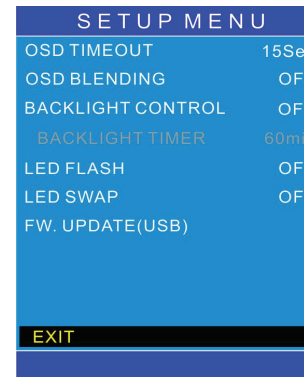 SETUP MENU
OSD TIMEOUT 15Se
OSD BLENDING OF
BACKLIGHT CONTROL OF
BACKLIGHT TIMER 60mi
LED FLASH OF
LED SWAP OF
FW. UPDATE(USB)
EXIT